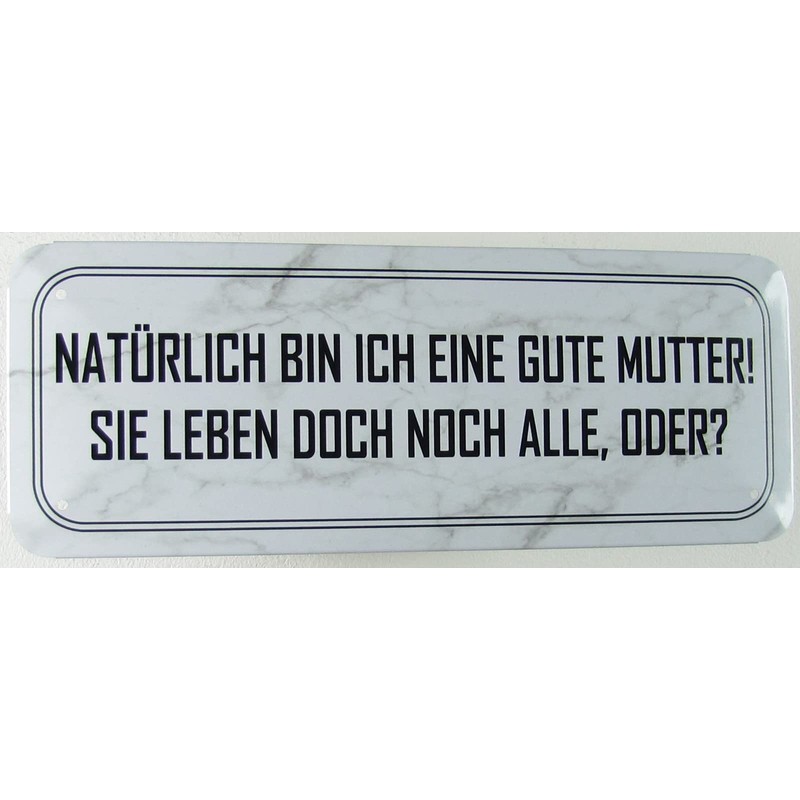 NATÜRLICH BIN ICH EINE GUTE MUTTER!
SIE LEBEN DOCH NOCH ALLE, ODER?